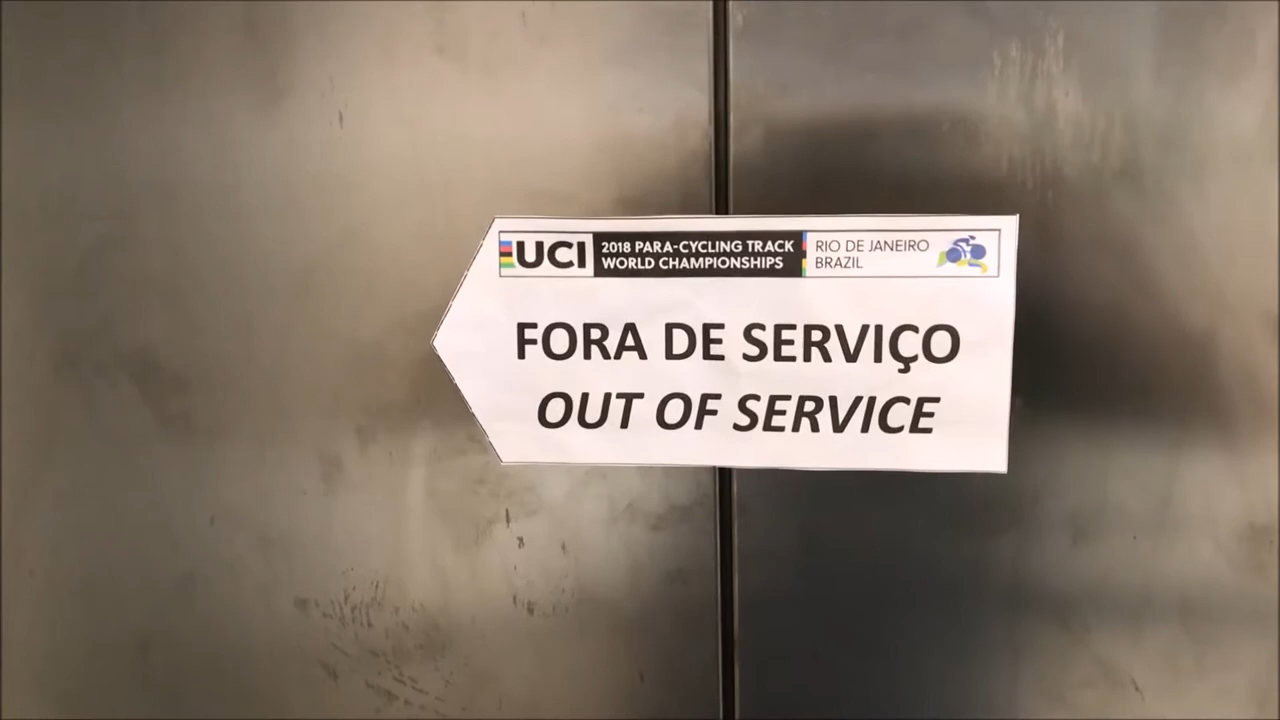 UCI
2018 PARA-CYCLING TRACK
WORLD CHAMPIONSHIPS
RIO DE JANEIRO
BRAZIL
FORA DE SERVIÇO
OUT OF SERVICE